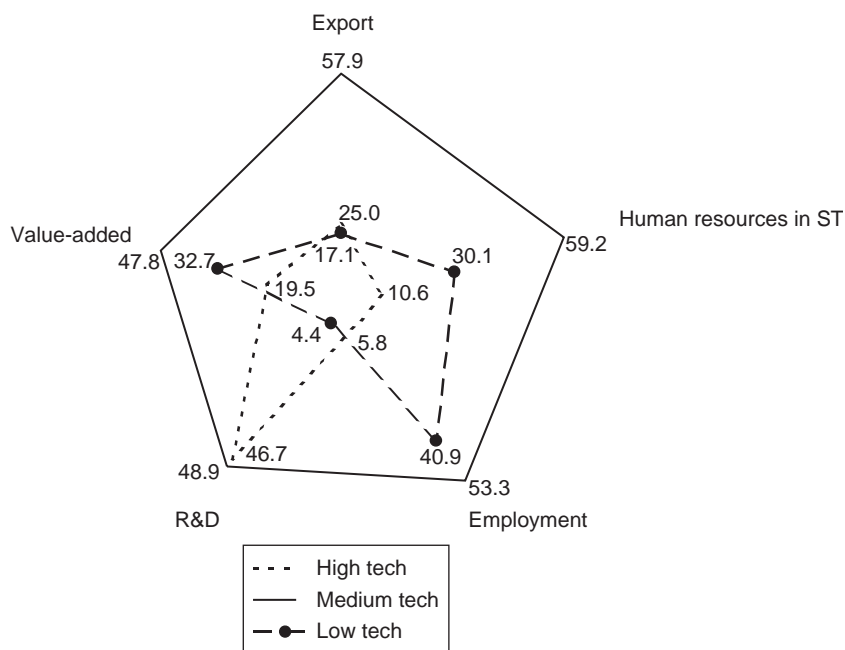 Export
57.9
25.0
Human resources in ST
17.1
30.1
59.2
Value-added
47.8
32.7
19.5
10.6
4.4
5.8
46.7
40.9
48.9
53.3
R&D
Employment
High tech
Medium tech
Low tech